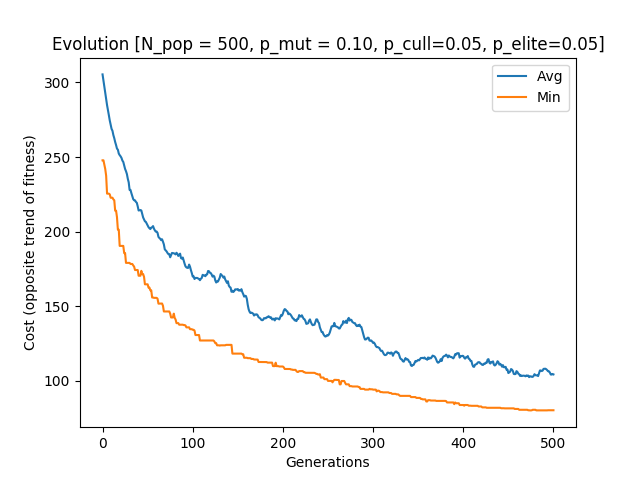 Evolution [N_pop = 500, p_mut = 0.10, p_cull=0.05, p_elite=0.05]
Avg
Min
Cost (opposite trend of fitness)
300
250
200
150
100
0 100 200 300 400 500
Generations